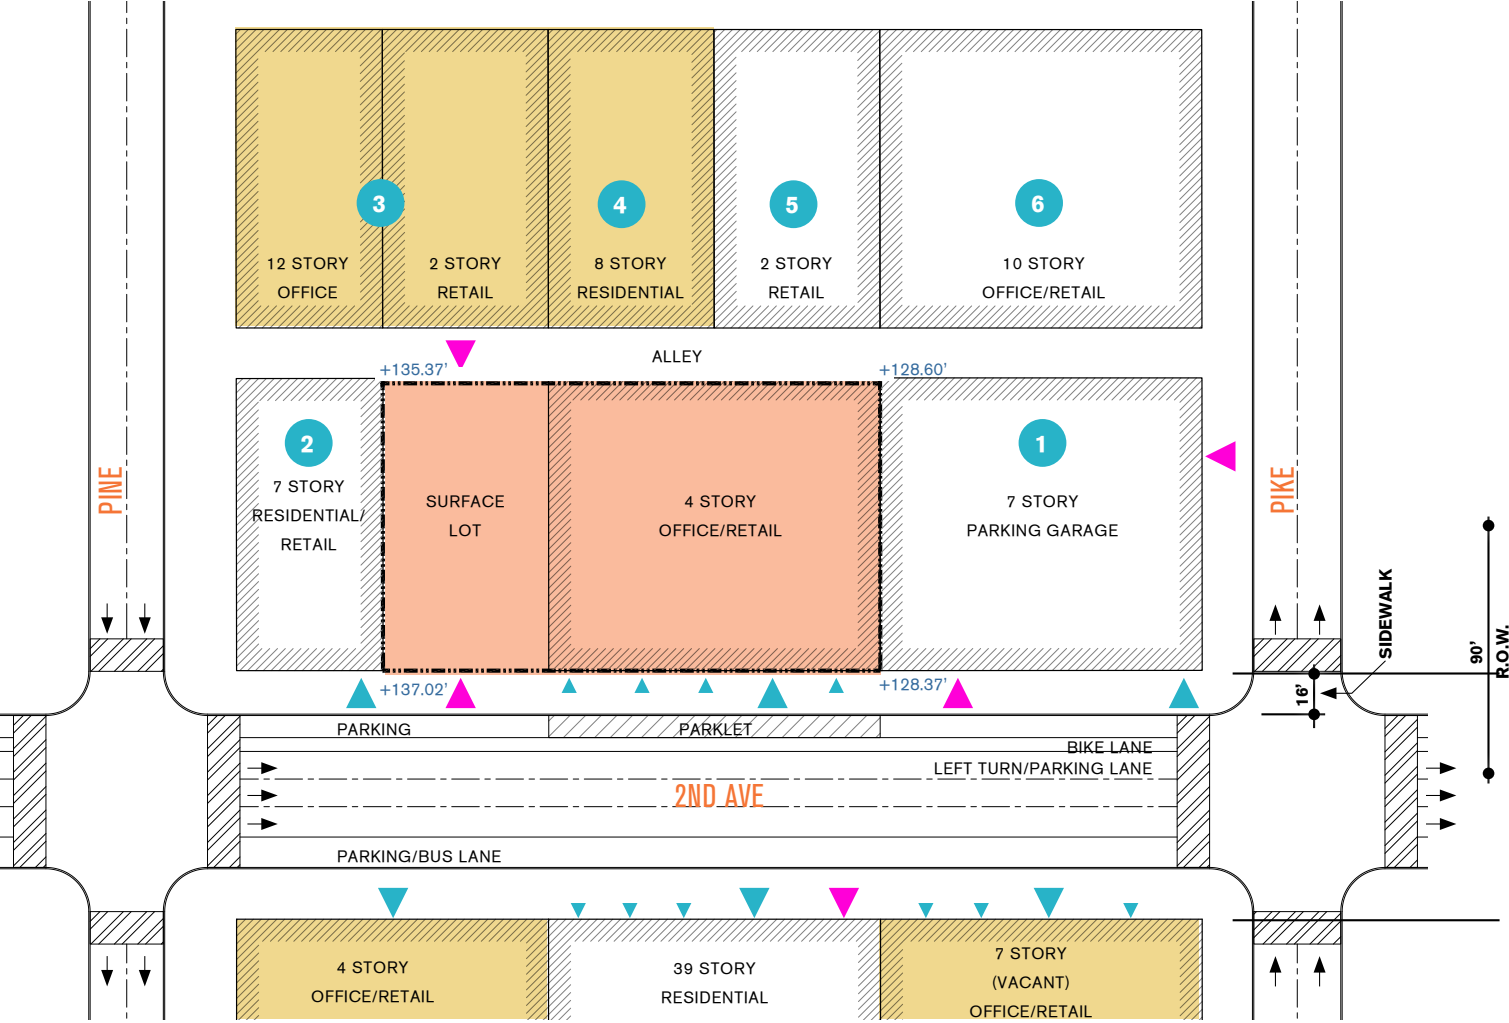 3
4
5
6
12 STORY
OFFICE
2 STORY
RETAIL
8 STORY
RESIDENTIAL
2 STORY
RETAIL
10 STORY
OFFICE/RETAIL
ALLEY
+135.37'
+128.60'
2
7 STORY
RESIDENTIAL/
RETAIL
SURFACE
LOT
4 STORY
OFFICE/RETAIL
1
7 STORY
PARKING GARAGE
PINE
PIKE
SIDEWALK
90'
R.O.W.
16'
+137.02'
+128.37'
PARKING
PARKLET
BIKE LANE
LEFT TURN/PARKING LANE
2ND AVE
PARKING/BUS LANE
4 STORY
OFFICE/RETAIL
39 STORY
RESIDENTIAL
7 STORY
(VACANT)
OFFICE/RETAIL